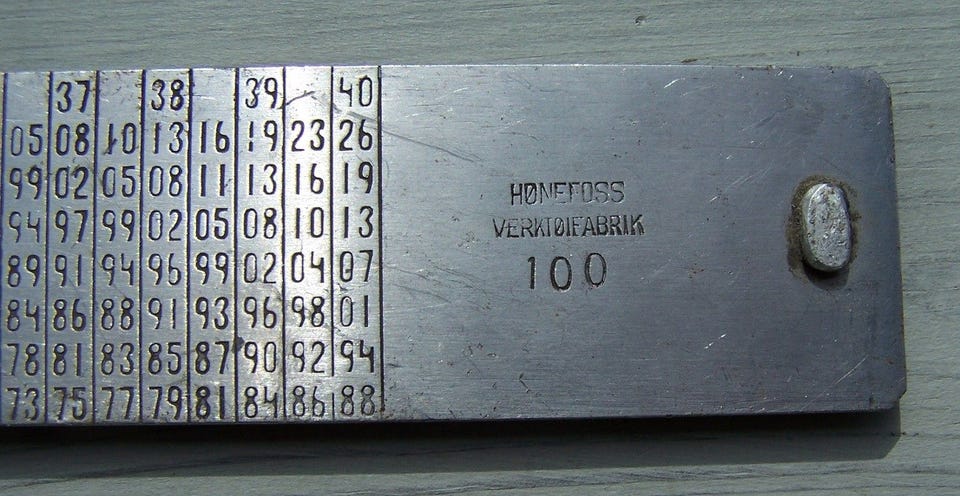 37 38 39 40
05 08 10 13 16 19 23 26
99 02 05 08 11 13 16 19
94 97 99 02 05 08 10 13
89 91 94 96 99 02 04 07
84 86 88 91 93 96 98 01
78 81 83 85 87 90 92 94
73 75 77 79 81 84 86 88
HØNEFOSS
VERKTØIFABRIK
100